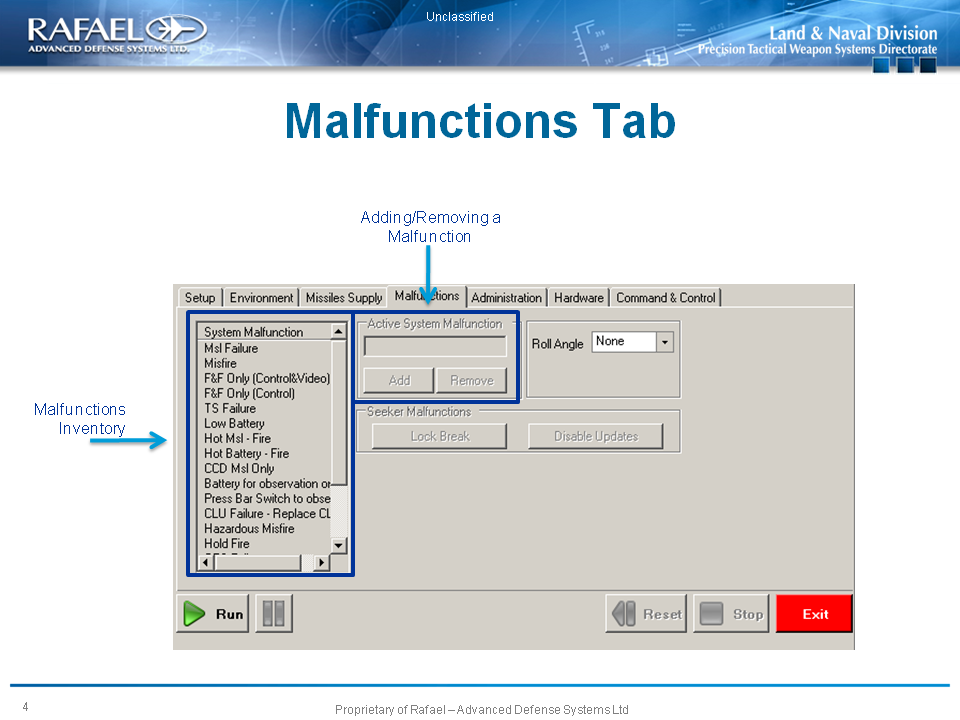 Unclassified
RAFAEL
ADVANCED DEFENSE SYSTEMS LTD.
Land & Naval Division
Precision Tactical Weapon Systems Directorate
Malfunctions Tab
Adding/Removing a
Malfunction
Setup
Environment
Missiles Supply
Malfunctions
Administration
Hardware
Command & Control
Malfunctions
Inventory
System Malfunction
Msl Failure
Misfire
F&F Only (Control&Video)
F&F Only (Control)
TS Failure
Low Battery
Hot Msl - Fire
Hot Battery - Fire
CCD Msl Only
Battery for observation or
Press Bar Switch to obse
CLU Failure - Replace CL
Hazardous Misfire
Hold Fire
Active System Malfunction
Add
Remove
Roll Angle
None
Seeker Malfunctions
Lock Break
Disable Updates
Run
Reset
Stop
Exit
4
Proprietary of Rafael – Advanced Defense Systems Ltd